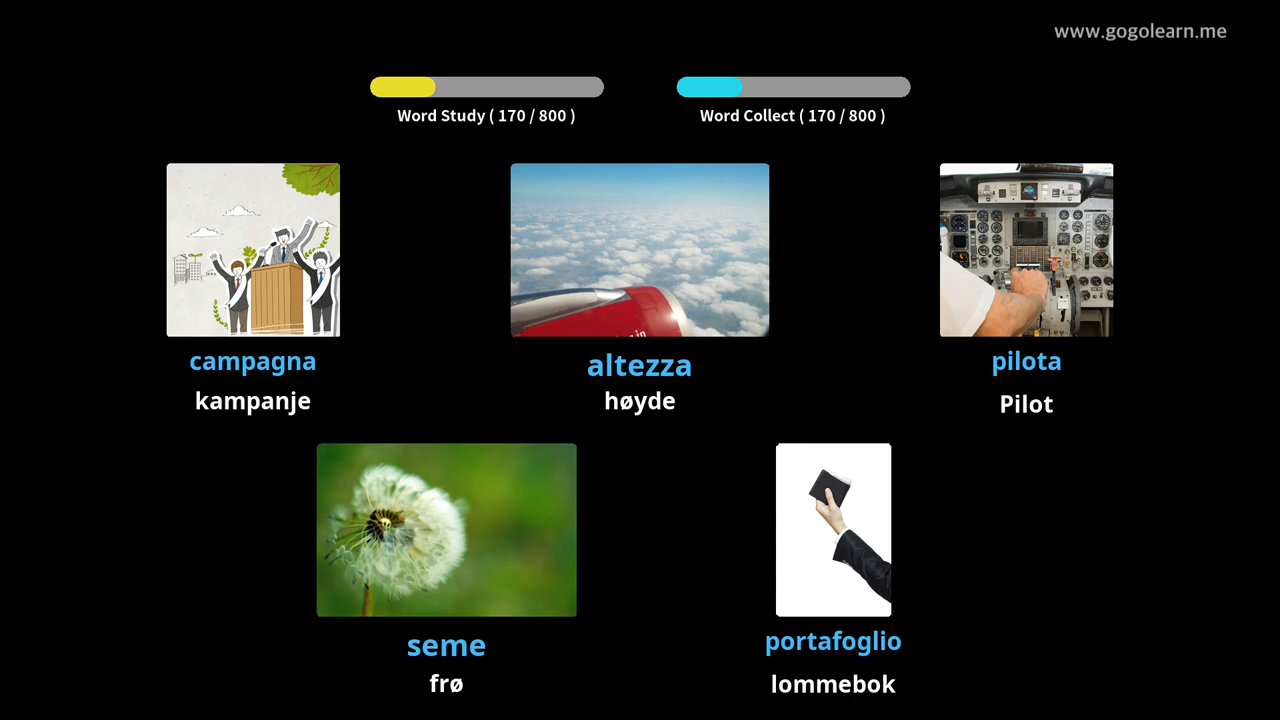 www.gogolearn.me
Word Study ( 170 / 800 )
Word Collect ( 170 / 800 )
campagna
kampanje
altezza
høyde
pilota
Pilot
seme
frø
portafoglio
lommebok